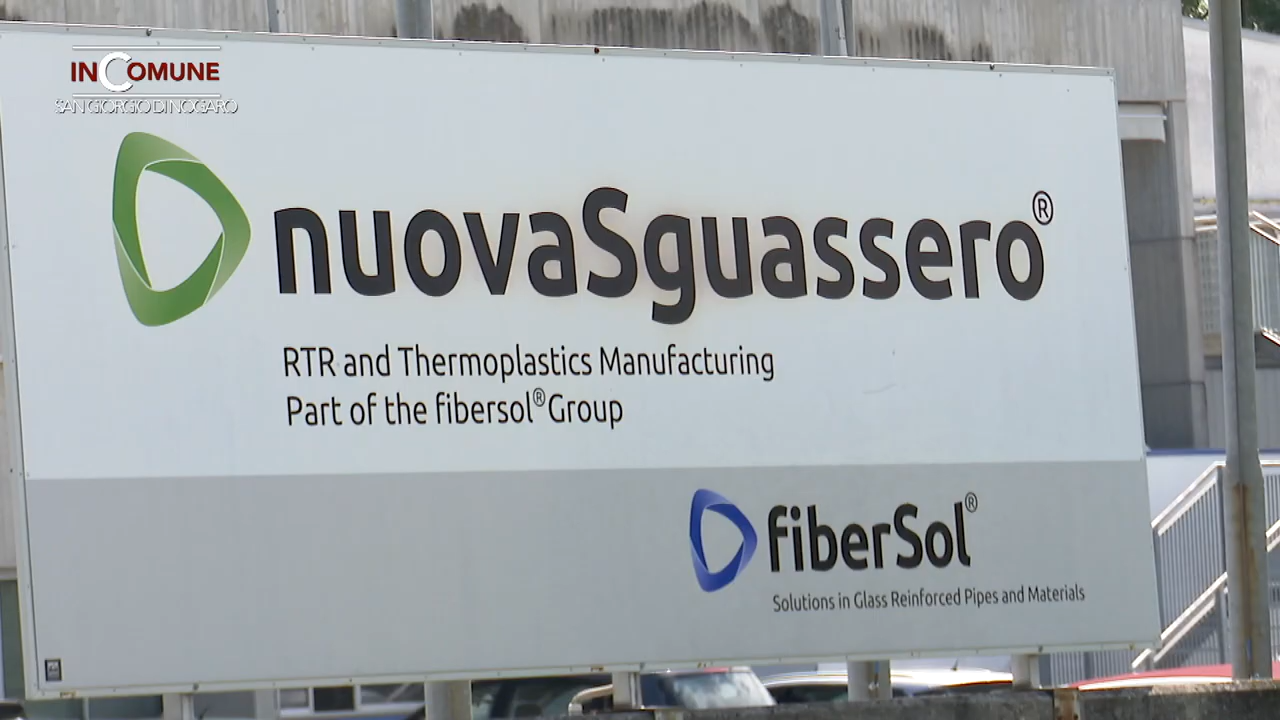 INCOMUNE
SAN GIORGIO DI NOGARO
nuovaSguassero®
RTR and Thermoplastics Manufacturing
Part of the fibersol® Group
fiberSol®
Solutions in Glass Reinforced Pipes and Materials